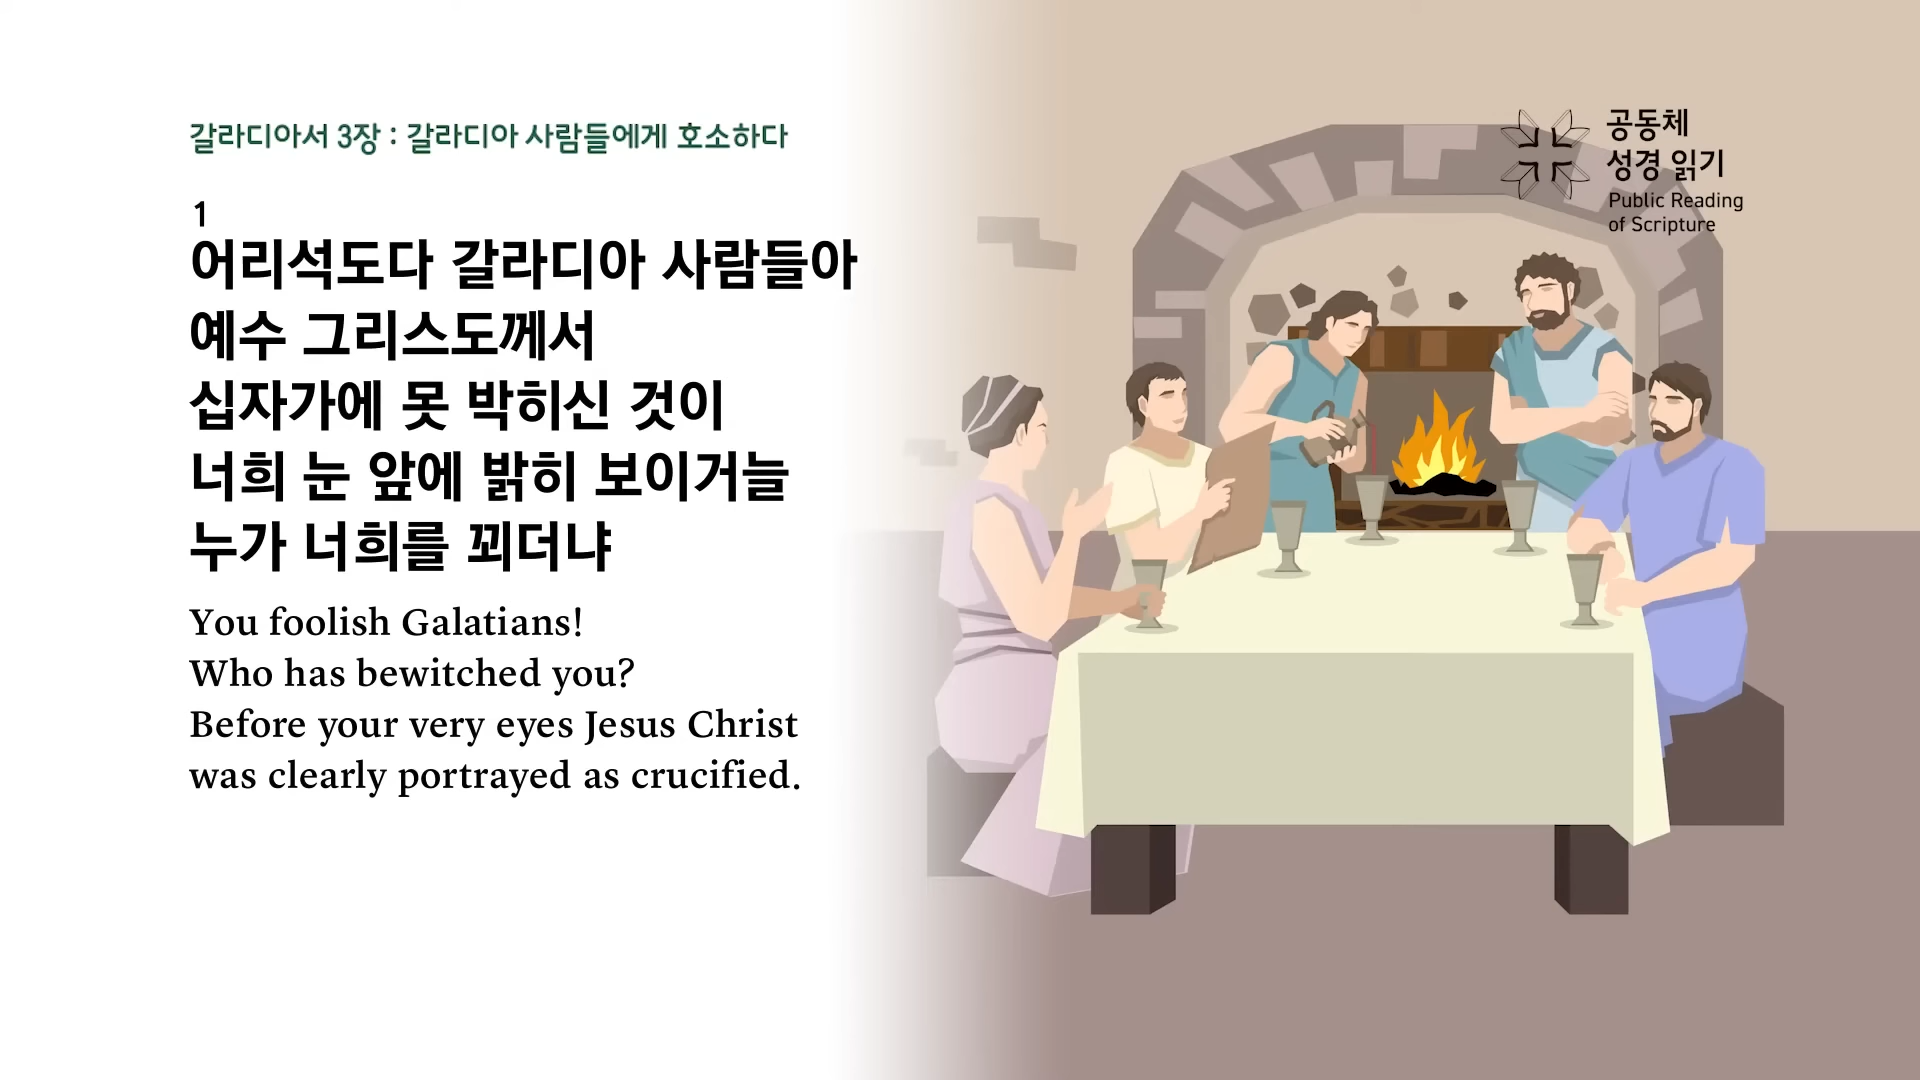 갈라디아서 3장 : 갈라디아 사람들에게 호소하다
1
어리석도다 갈라디아 사람들아
예수 그리스도께서
십자가에 못 박히신 것이
너희 눈 앞에 밝히 보이거늘
누가 너희를 꾀더냐
You foolish Galatians!
Who has bewitched you?
Before your very eyes Jesus Christ
was clearly portrayed as crucified.
공동체
성경 읽기
Public Reading
of Scripture